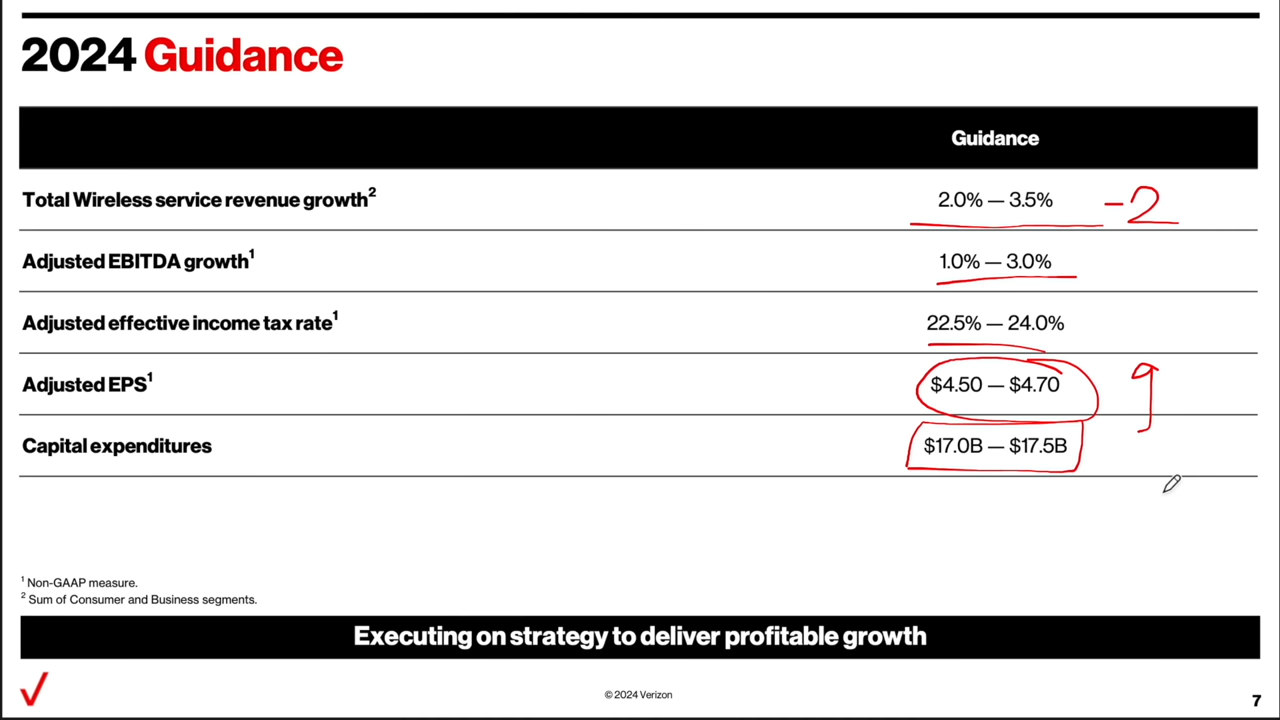 2024 Guidance
Guidance
Total Wireless service revenue growth² 2.0% — 3.5% -2
Adjusted EBITDA growth¹ 1.0% — 3.0%
Adjusted effective income tax rate¹ 22.5% — 24.0%
Adjusted EPS¹ $4.50 — $4.70 9
Capital expenditures $17.0B — $17.5B
¹ Non-GAAP measure.
² Sum of Consumer and Business segments.
Executing on strategy to deliver profitable growth
© 2024 Verizon
7